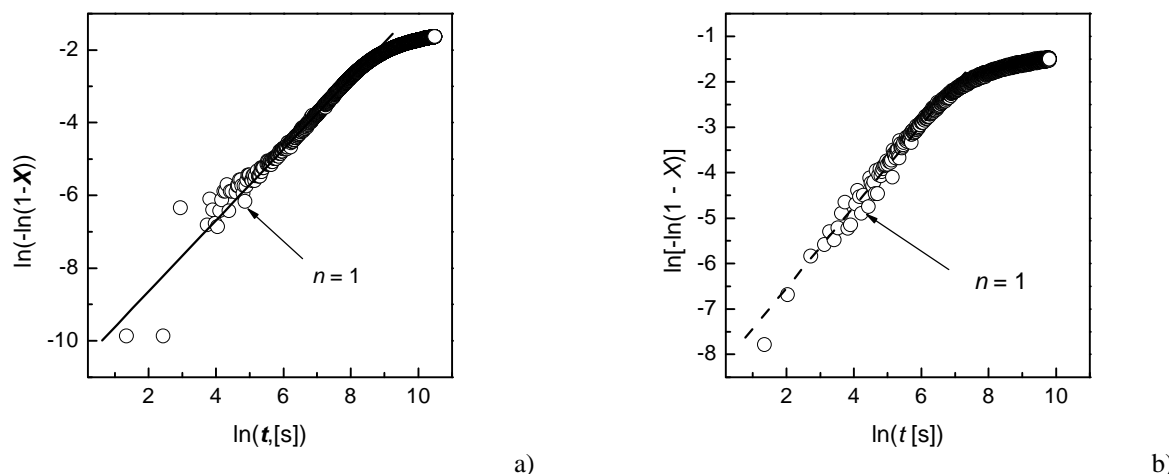 -2
-4
-6
-8
-10
2 4 6 8 10
ln(-ln(1-X))
ln(t,[s])
n = 1
a)
-1
-2
-3
-4
-5
-6
-7
-8
2 4 6 8 10
ln[-ln(1 - X)]
ln(t [s])
n = 1
b)